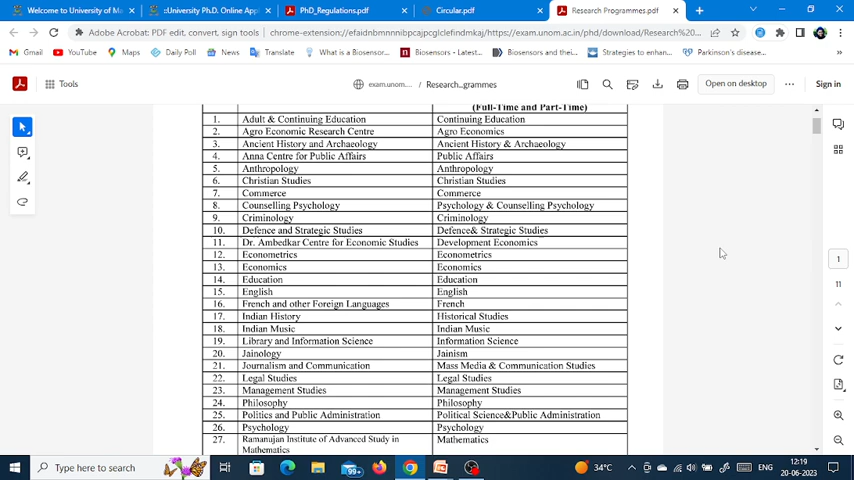 Welcome to University of Ma
::University Ph.D. Online Appl
PhD_Regulations.pdf
Circular.pdf
Research Programmes.pdf
Adobe Acrobat: PDF edit, convert, sign tools | chrome-extension://efaidnbmnnnibpcajpcglclefindmkaj/https://exam.unom.ac.in/phd/download/Research%20...
Gmail YouTube Maps Daily Poll News Translate What is a Biosensor... Biosensors - Latest... Biosensors and their... Strategies to enhan... Parkinson's disease...
Tools exam.unom... Research...grammes Open on desktop Sign in
(Full-Time and Part-Time)
1. Adult & Continuing Education Continuing Education
2. Agro Economic Research Centre Agro Economics
3. Ancient History and Archaeology Ancient History & Archaeology
4. Anna Centre for Public Affairs Public Affairs
5. Anthropology Anthropology
6. Christian Studies Christian Studies
7. Commerce Commerce
8. Counselling Psychology Psychology & Counselling Psychology
9. Criminology Criminology
10. Defence and Strategic Studies Defence& Strategic Studies
11. Dr. Ambedkar Centre for Economic Studies Development Economics
12. Econometrics Econometrics
13. Economics Economics
14. Education Education
15. English English
16. French and other Foreign Languages French
17. Indian History Historical Studies
18. Indian Music Indian Music
19. Library and Information Science Information Science
20. Jainology Jainism
21. Journalism and Communication Mass Media & Communication Studies
22. Legal Studies Legal Studies
23. Management Studies Management Studies
24. Philosophy Philosophy
25. Politics and Public Administration Political Science&Public Administration
26. Psychology Psychology
27. Ramanujan Institute of Advanced Study in Mathematics
Mathematics
1
11
Type here to search
99+
34°C
ENG
12:19
20-06-2023